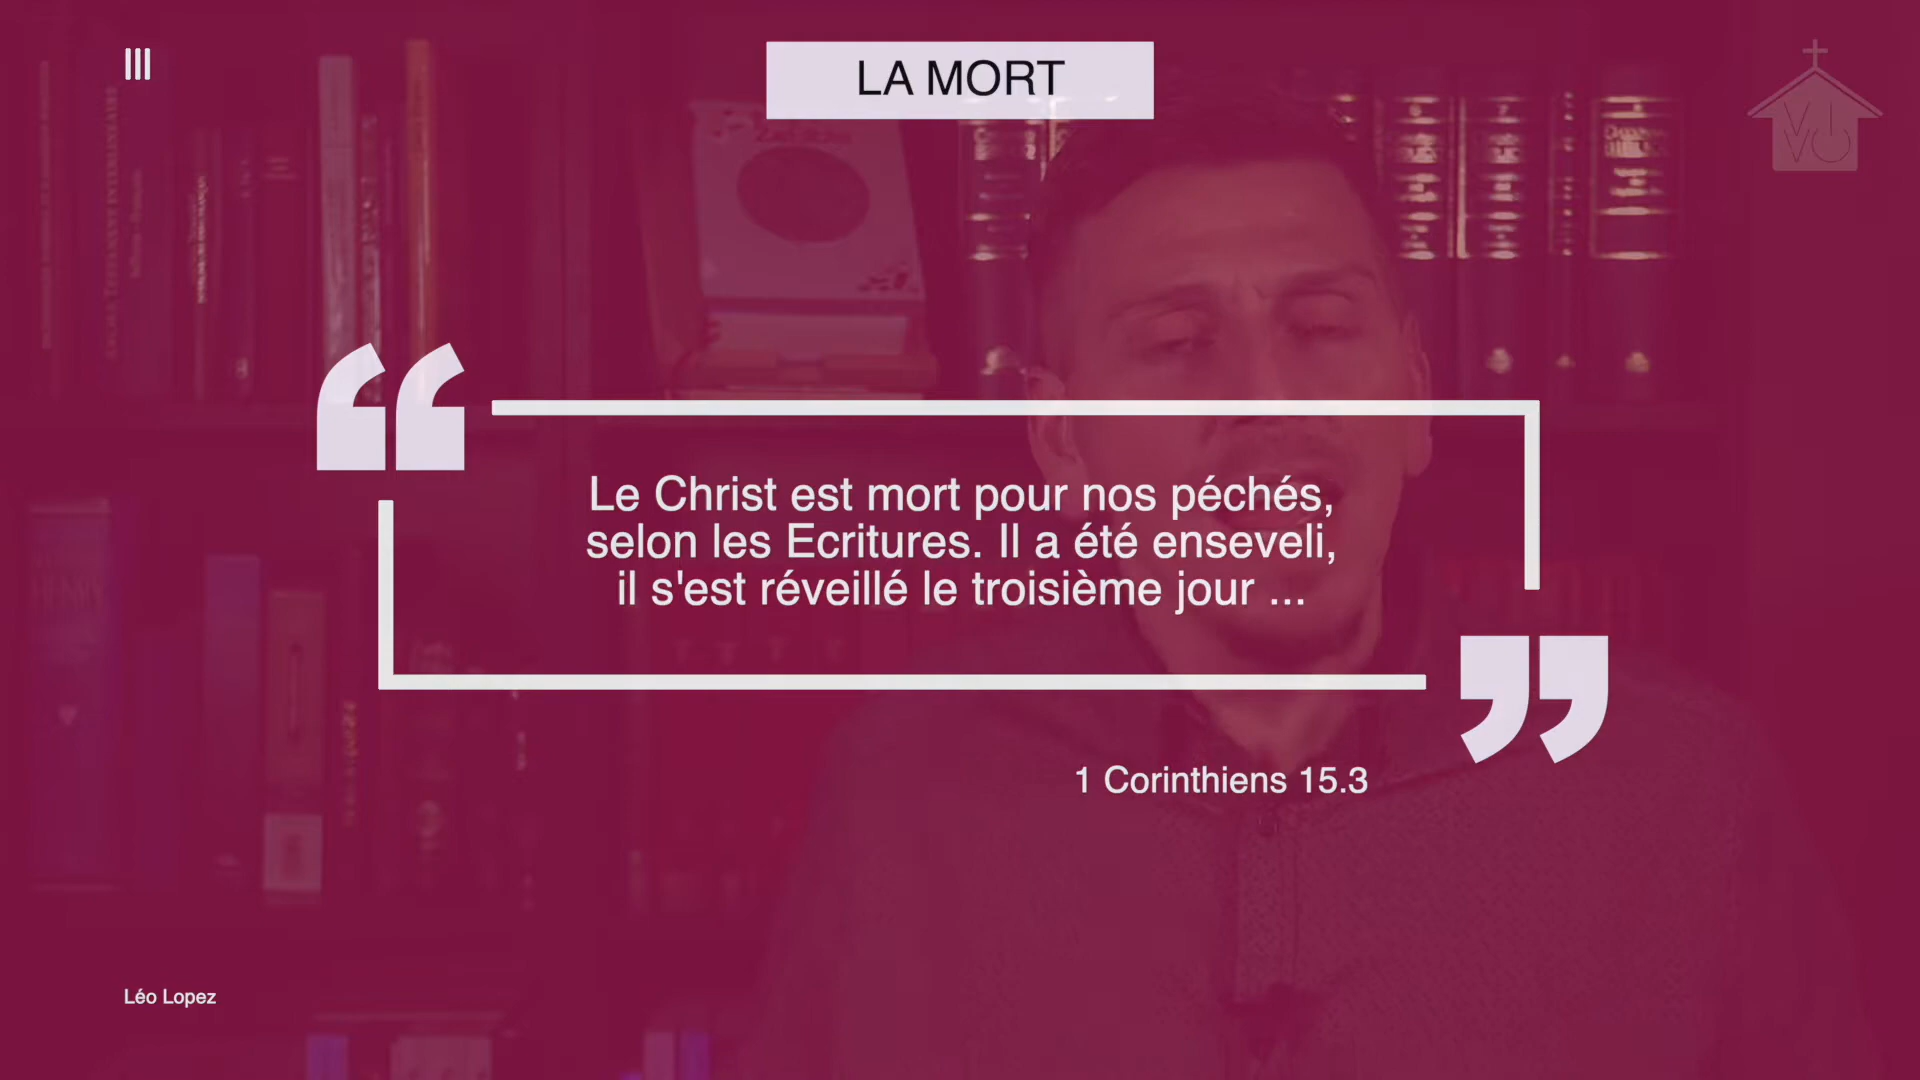 LA MORT
VIVO
Le Christ est mort pour nos péchés,
selon les Ecritures. Il a été enseveli,
il s'est réveillé le troisième jour ...
1 Corinthiens 15.3
Léo Lopez